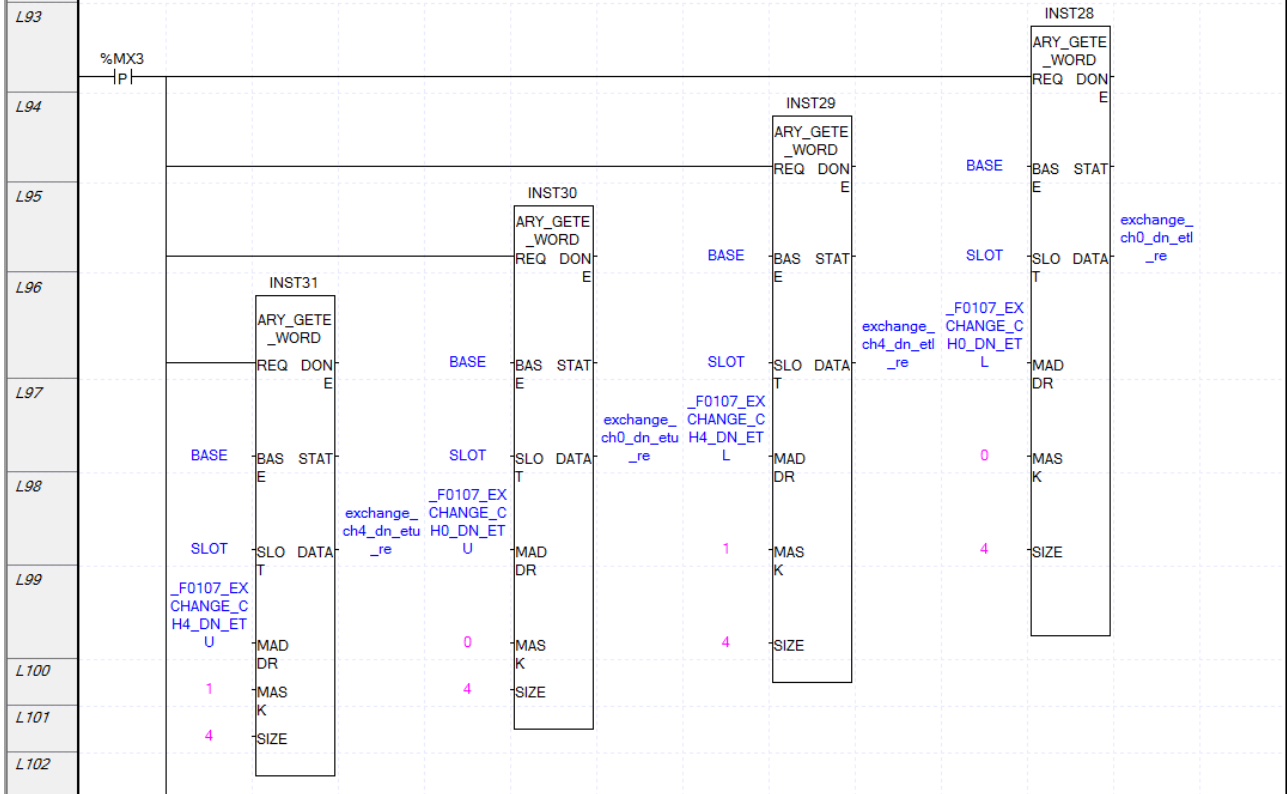 L93
INST28
%MX3
P
ARY_GETE
_WORD
REQ DON
E
L94
INST29
ARY_GETE
_WORD
REQ DON
E
BASE
BAS STAT
E
L95
INST30
ARY_GETE
_WORD
REQ DON
E
BASE
BAS STAT
E
SLOT
SLO DATA
T
exchange_
ch0_dn_etl
_re
L96
INST31
ARY_GETE
_WORD
REQ DON
E
BASE
BAS STAT
E
SLOT
SLO DATA
T
exchange_
ch4_dn_etl
_re
_F0107_EX
CHANGE_C
H0_DN_ET
L
MAD
DR
L97
BASE
BAS STAT
E
SLOT
SLO DATA
T
exchange_
ch0_dn_etu
_re
_F0107_EX
CHANGE_C
H4_DN_ET
L
MAD
DR
0
MAS
K
L98
SLOT
SLO DATA
T
exchange_
ch4_dn_etu
_re
_F0107_EX
CHANGE_C
H0_DN_ET
U
MAD
DR
1
MAS
K
4
SIZE
L99
_F0107_EX
CHANGE_C
H4_DN_ET
U
MAD
DR
0
MAS
K
4
SIZE
L100
1
MAS
K
4
SIZE
L101
4
SIZE
L102